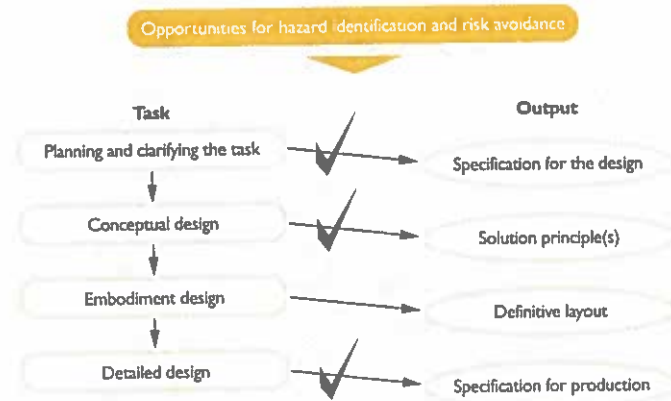 Opportunities for hazard identification and risk avoidance
Task
Output
Planning and clarifying the task
Specification for the design
Conceptual design
Solution principle(s)
Embodiment design
Definitive layout
Detailed design
Specification for production